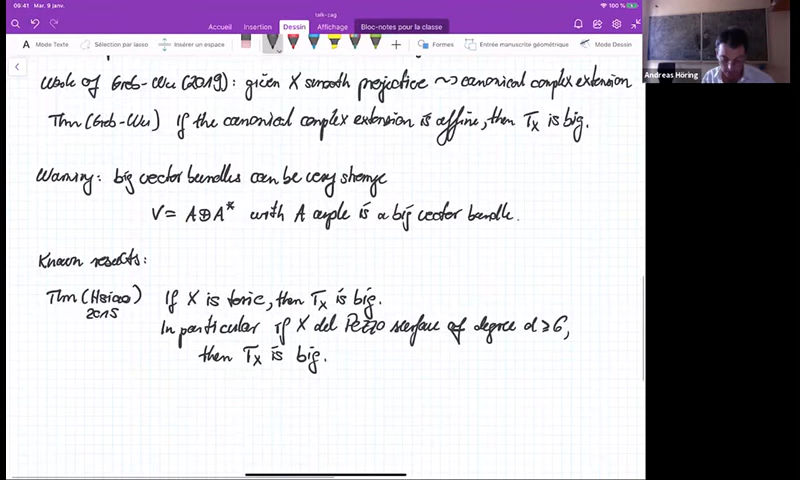 09:41 Mar. 9 janv.
talk-zag
100 %
Accueil Insertion Dessin Affichage Bloc-notes pour la classe
A Mode Texte Sélection par lasso Insérer un espace Formes Entrée manuscrite géométrique Mode Dessin
Andreas Höring
Work of Greb-Wu (2019): given X smooth projective ⇝ canonical complex extension
Thm (Greb-Wu) If the canonical complex extension is affine, then T_X is big.
Warning: big vector bundles can be very strange
V = A⊕A* with A ample is a big vector bundle.
Known results:
Thm (Hsiao) If X is toric, then T_X is big.
2015
In particular if X del Pezzo surface of degree d ≥ 6,
then T_X is big.